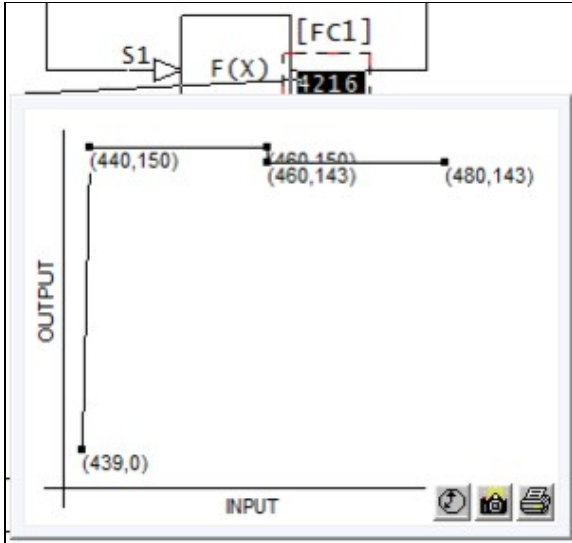 [FC1]
S1
F(X)
4216
(440,150)
(460,150)
(460,143)
(480,143)
OUTPUT
(439,0)
INPUT